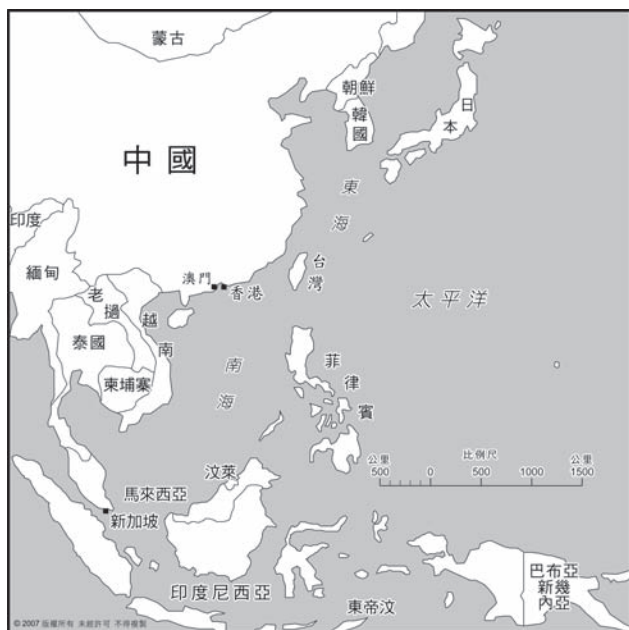 蒙古
朝鮮
韓國
日本
中國
東海
印度
緬甸
澳門
香港
台灣
老撾
越南
太平洋
泰國
南海
菲律賓
柬埔寨
公里 比例尺 公里
500 0 500 1000 1500
汶萊
馬來西亞
新加坡
印度尼西亞
東帝汶
巴布亞
新幾
內亞
© 2007 版權所有 未經許可 不得複製